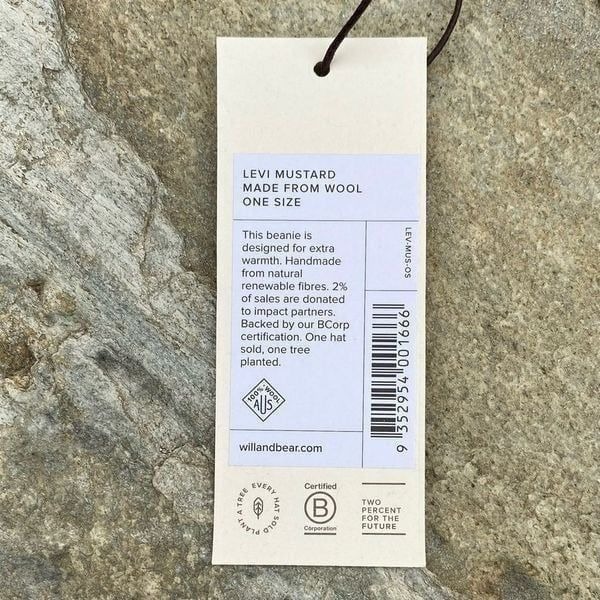 LEVI MUSTARD
MADE FROM WOOL
ONE SIZE
This beanie is
designed for extra
warmth. Handmade
from natural
renewable fibres. 2%
of sales are donated
to impact partners.
Backed by our BCorp
certification. One hat
sold, one tree
planted.
LEV-MUS-OS
9 352954 001666
100% WOOL
AUS
willandbear.com
EVERY HAT SOLD PLANT A TREE
Certified
B
Corporation
TWO
PERCENT
FOR THE
FUTURE